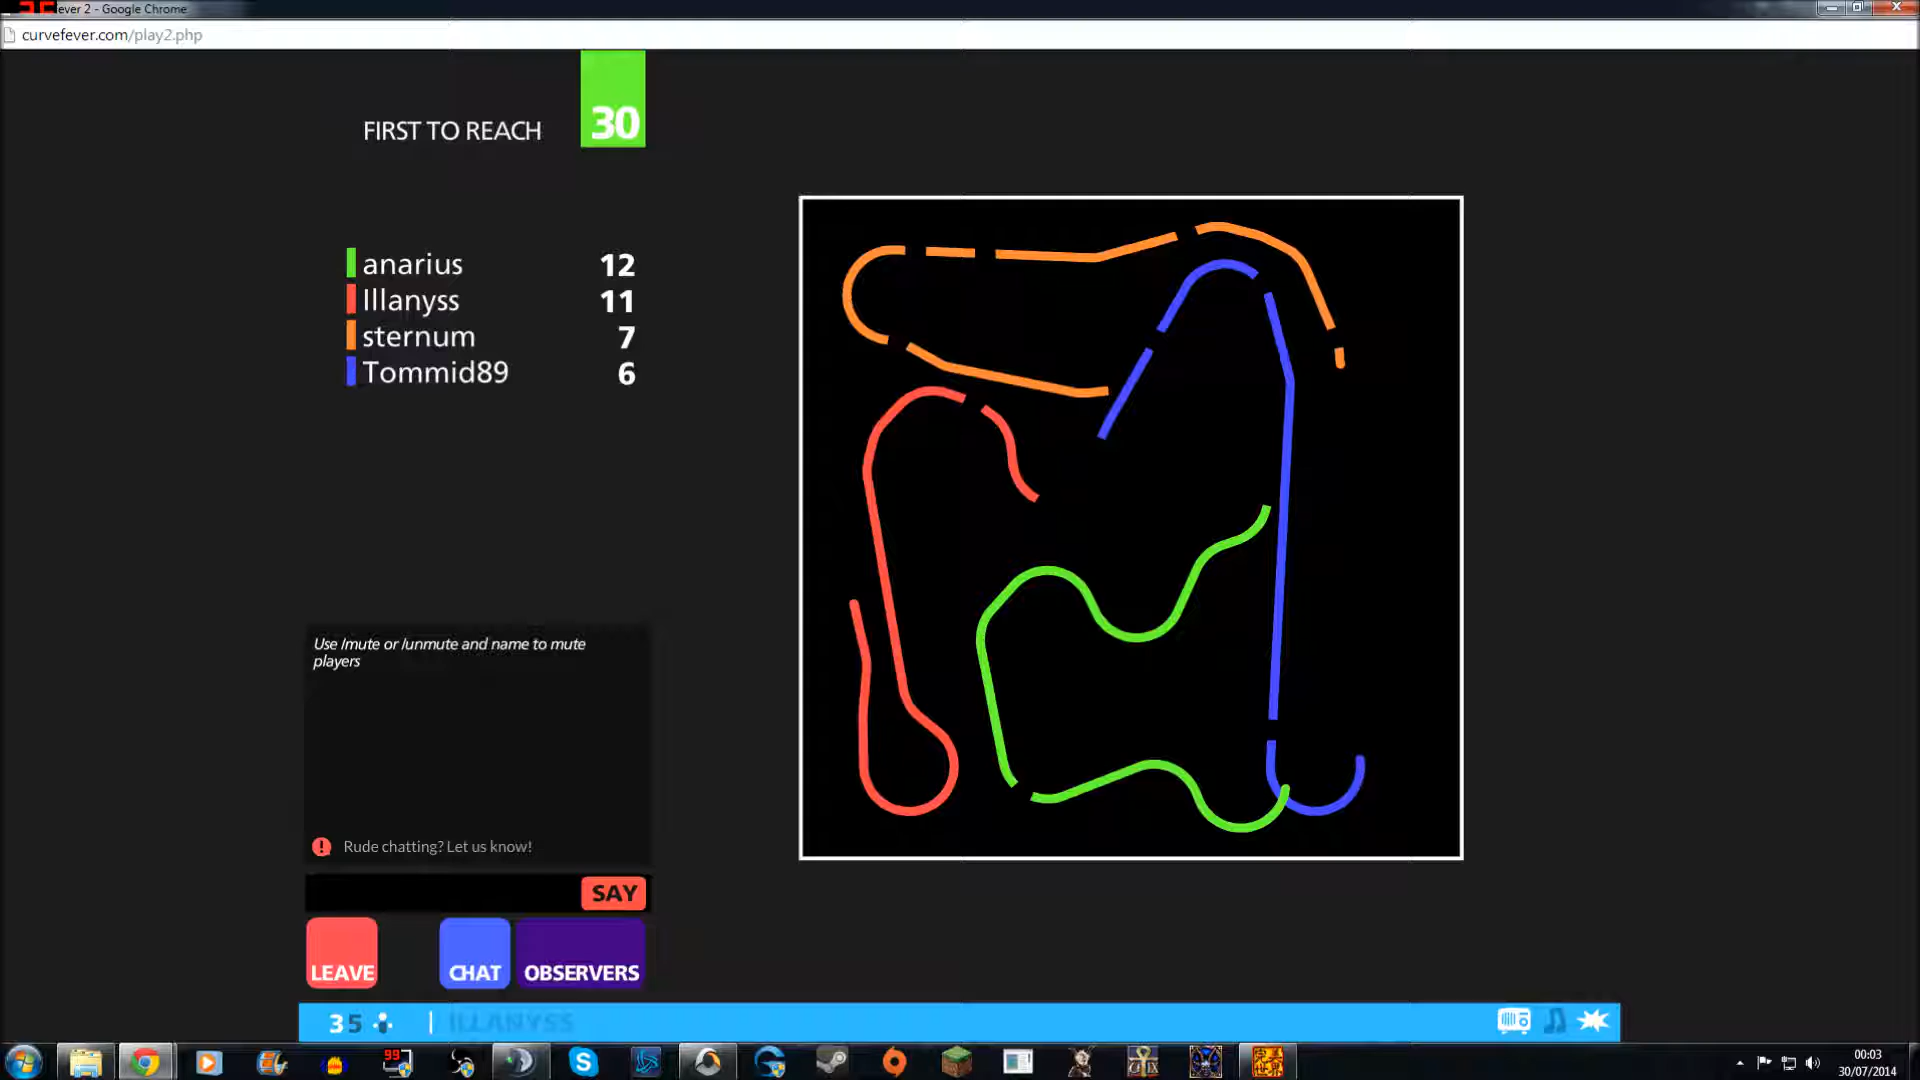 ever 2 - Google Chrome
curvefever.com/play2.php
FIRST TO REACH 30
anarius 12
Illanyss 11
sternum 7
Tommid89 6
Use /mute or /unmute and name to mute
players
Rude chatting? Let us know!
SAY
LEAVE CHAT OBSERVERS
35 ILLANYSS
99
00:03
30/07/2014